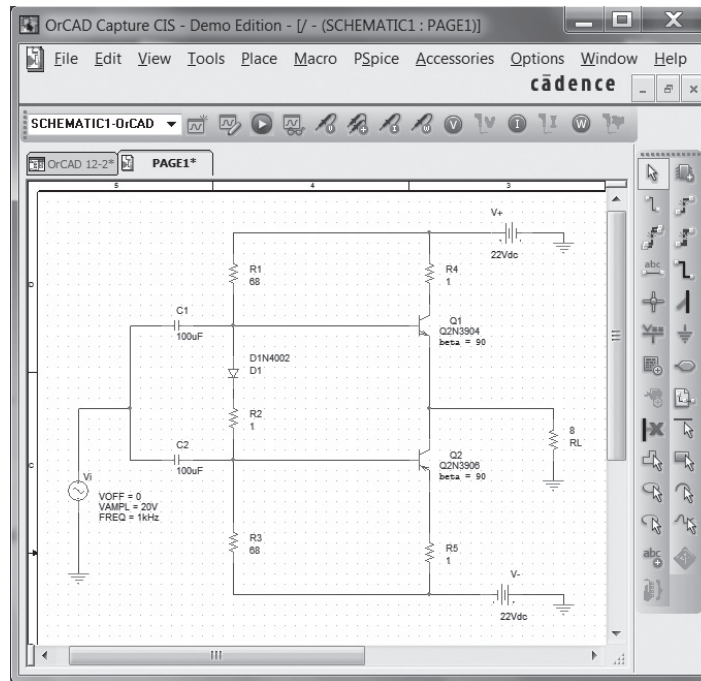 OrCAD Capture CIS - Demo Edition - [/ - (SCHEMATIC1 : PAGE1)]
File Edit View Tools Place Macro PSpice Accessories Options Window Help
cādence
SCHEMATIC1-OrCAD
OrCAD 12-2* PAGE1*
5 4 3
V+
22Vdc
R1
68
R4
1
C1
100uF
Q1
Q2N3904
beta = 90
D1N4002
D1
R2
1
8
RL
C2
100uF
Q2
Q2N3906
beta = 90
Vi
VOFF = 0
VAMPL = 20V
FREQ = 1kHz
R3
68
R5
1
V-
22Vdc
D
C
abc
abc